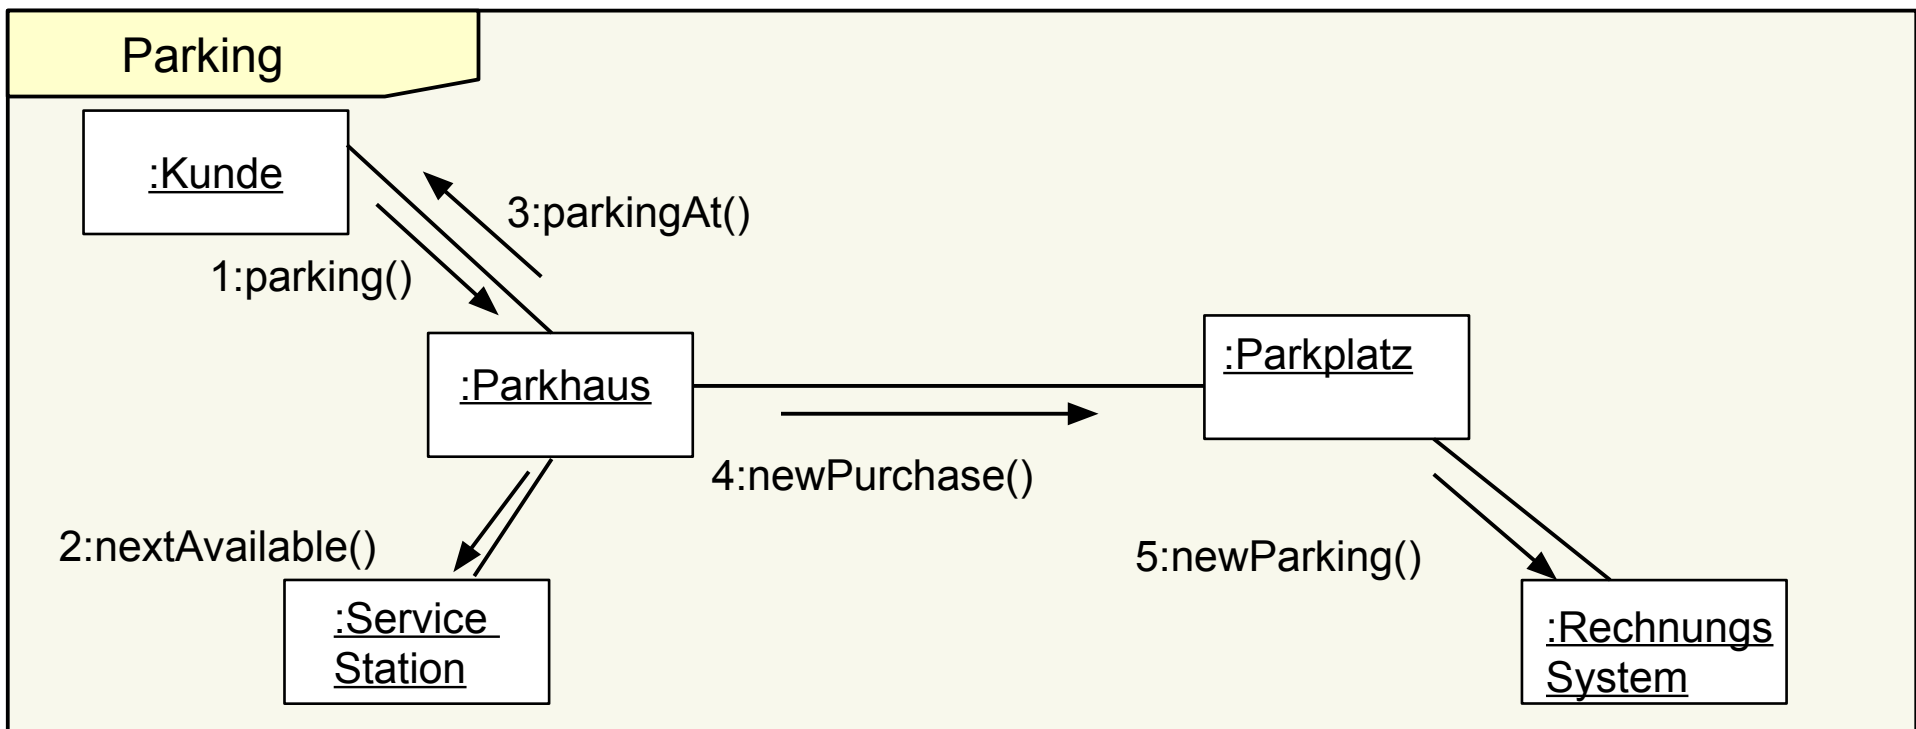 Parking
:Kunde
3:parkingAt()
1:parking()
:Parkhaus
:Parkplatz
4:newPurchase()
2:nextAvailable()
5:newParking()
:Service
Station
:Rechnungs
System